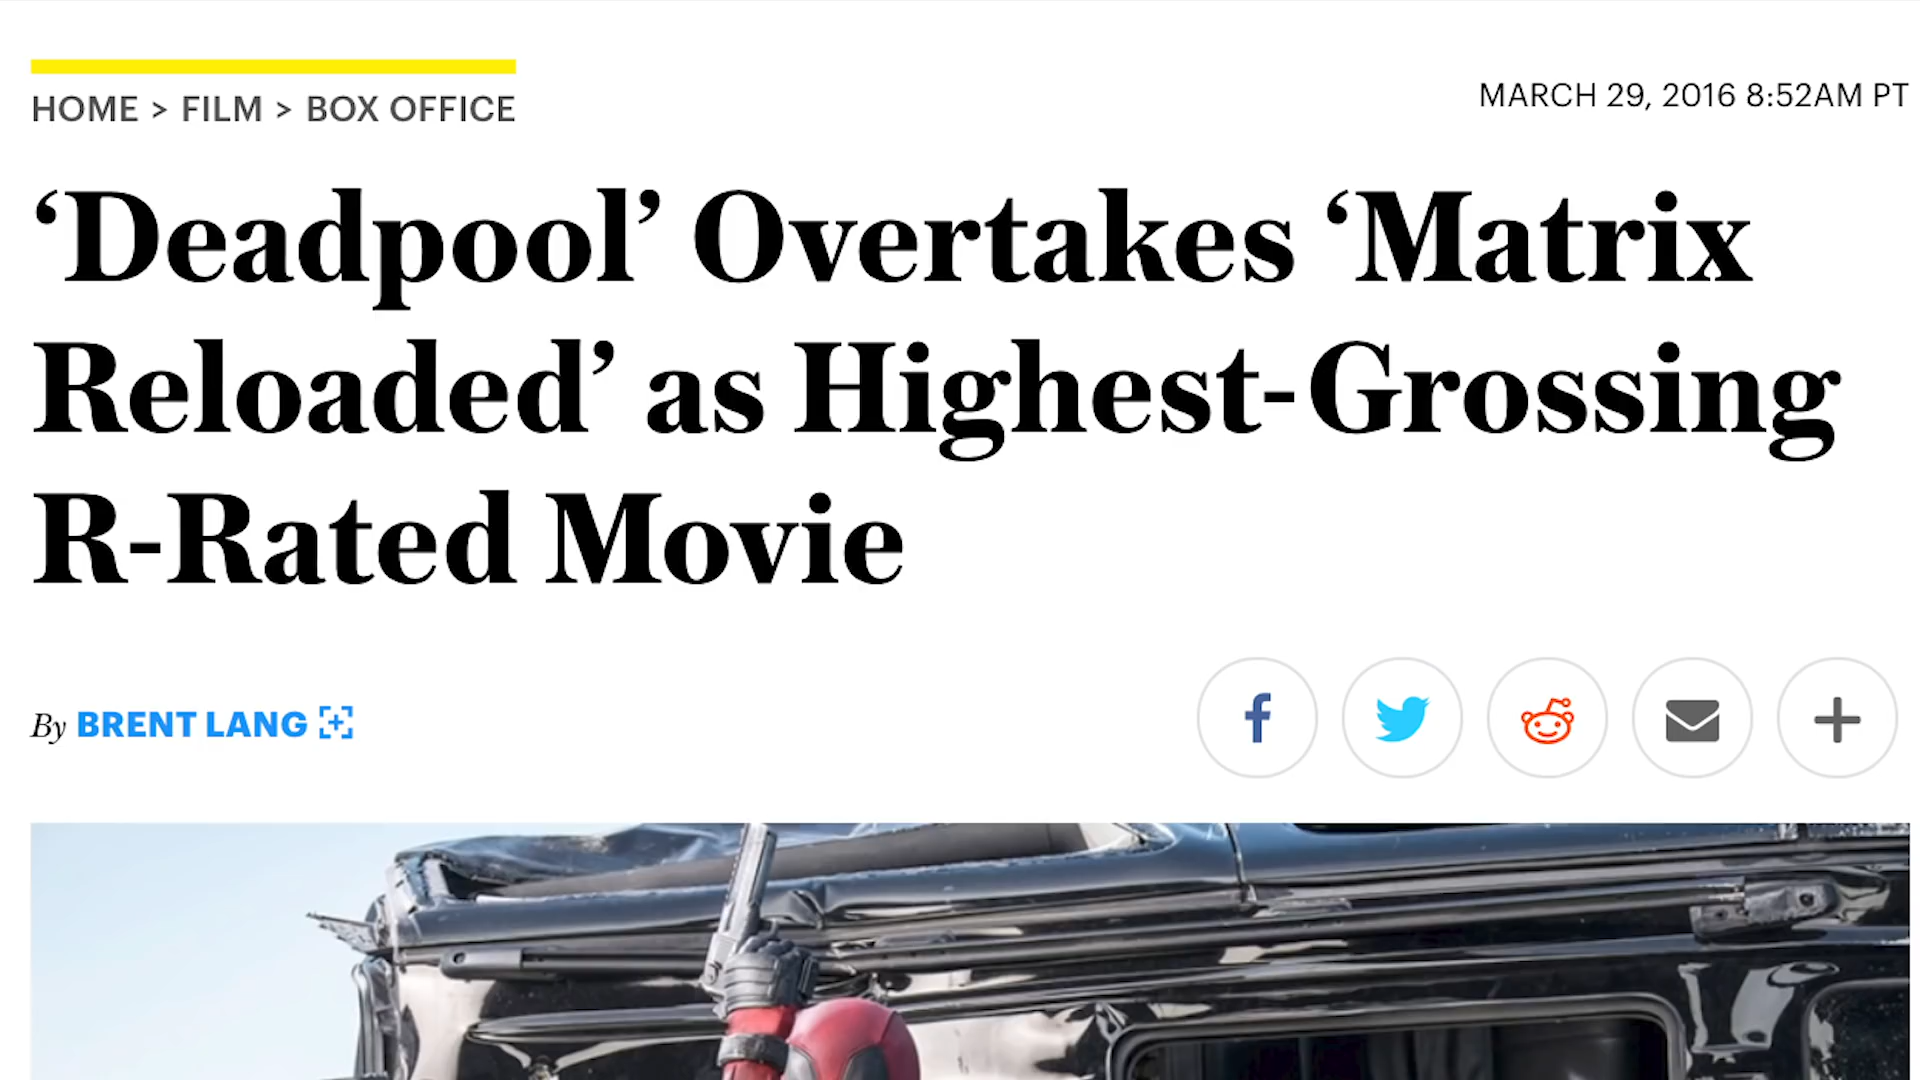 HOME > FILM > BOX OFFICE
MARCH 29, 2016 8:52AM PT
‘Deadpool’ Overtakes ‘Matrix
Reloaded’ as Highest-Grossing
R-Rated Movie
By BRENT LANG